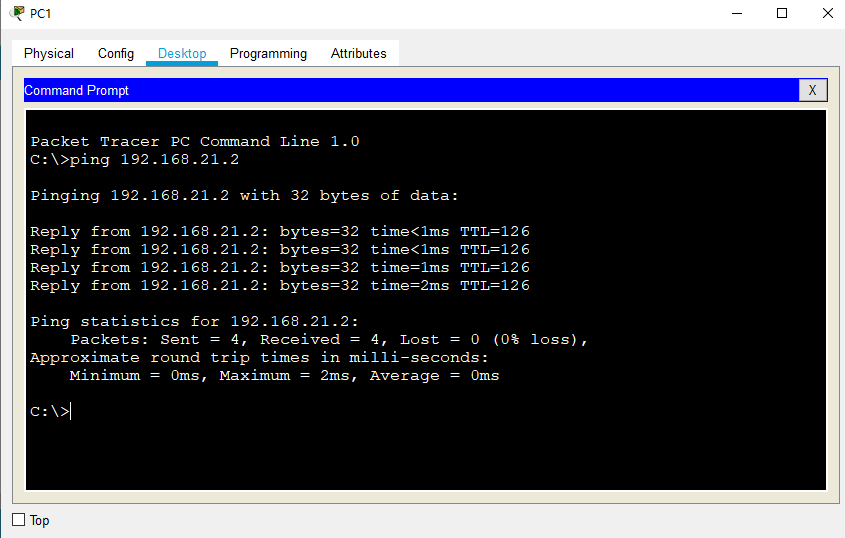 PC1
Physical Config Desktop Programming Attributes
Command Prompt X
Packet Tracer PC Command Line 1.0
C:\>ping 192.168.21.2
Pinging 192.168.21.2 with 32 bytes of data:
Reply from 192.168.21.2: bytes=32 time<1ms TTL=126
Reply from 192.168.21.2: bytes=32 time<1ms TTL=126
Reply from 192.168.21.2: bytes=32 time=1ms TTL=126
Reply from 192.168.21.2: bytes=32 time=2ms TTL=126
Ping statistics for 192.168.21.2:
Packets: Sent = 4, Received = 4, Lost = 0 (0% loss),
Approximate round trip times in milli-seconds:
Minimum = 0ms, Maximum = 2ms, Average = 0ms
C:\>
Top